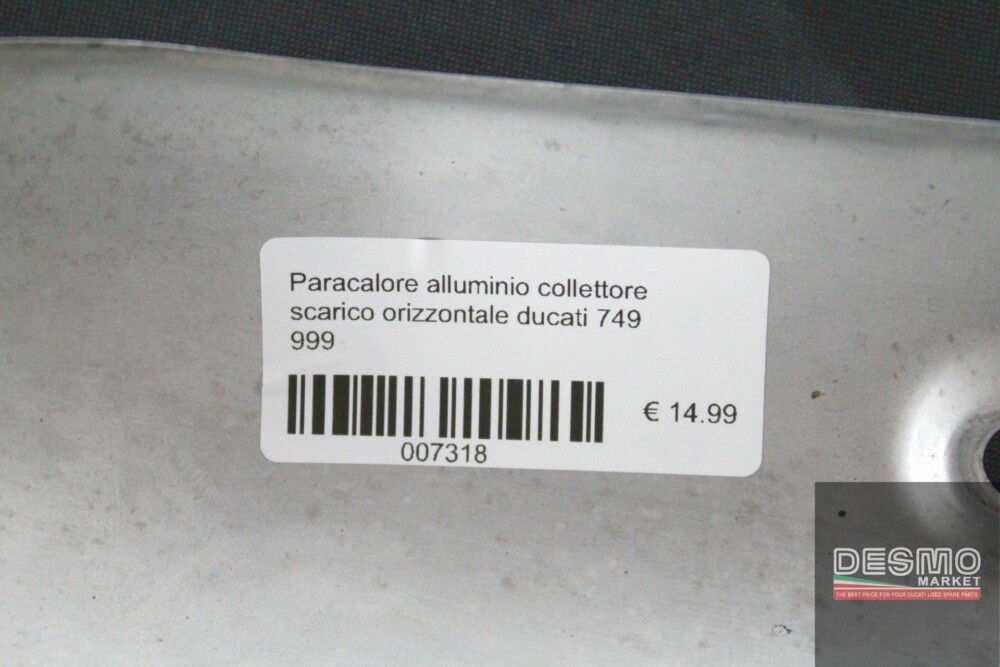 Paracalore alluminio collettore
scarico orizzontale ducati 749
999
€ 14.99
007318
DESMO
MARKET
THE BEST PRICE FOR YOUR DUCATI USED SPARE PARTS